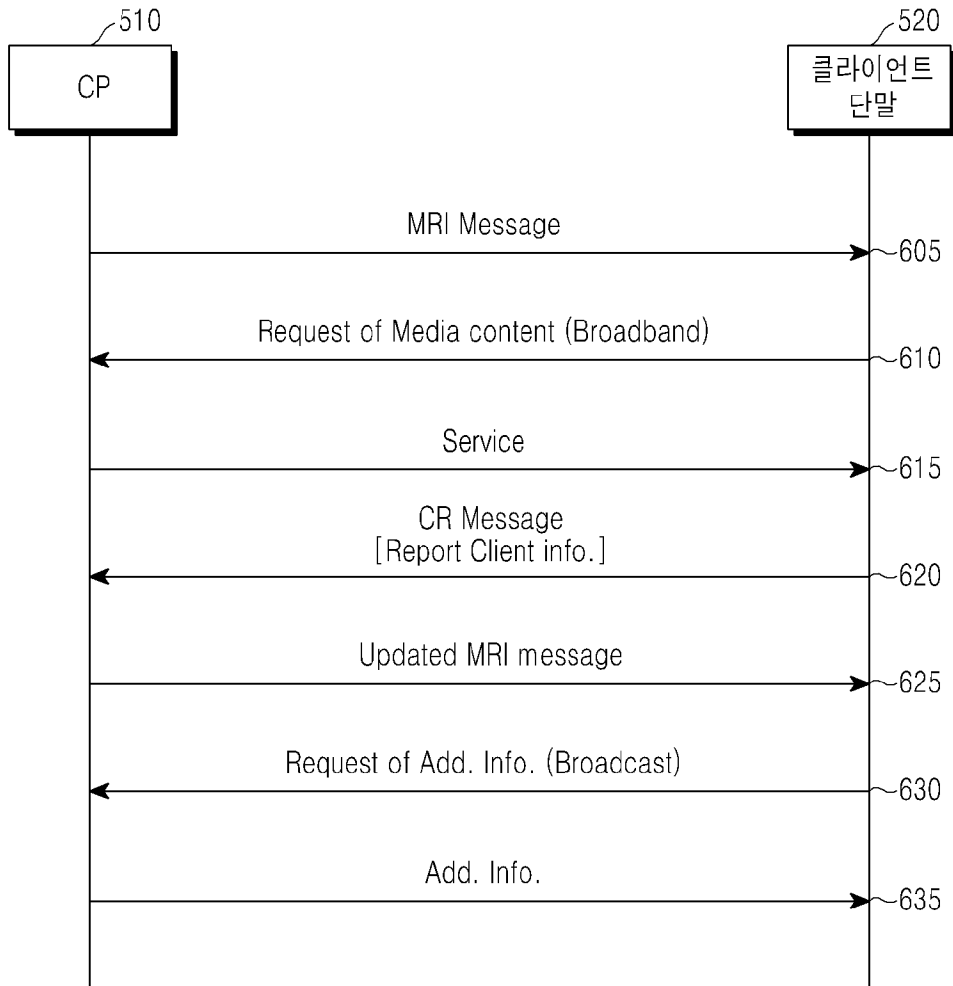 510
520
CP
클라이언트
단말
MRI Message
605
Request of Media content (Broadband)
610
Service
615
CR Message
[Report Client info.]
620
Updated MRI message
625
Request of Add. Info. (Broadcast)
630
Add. Info.
635